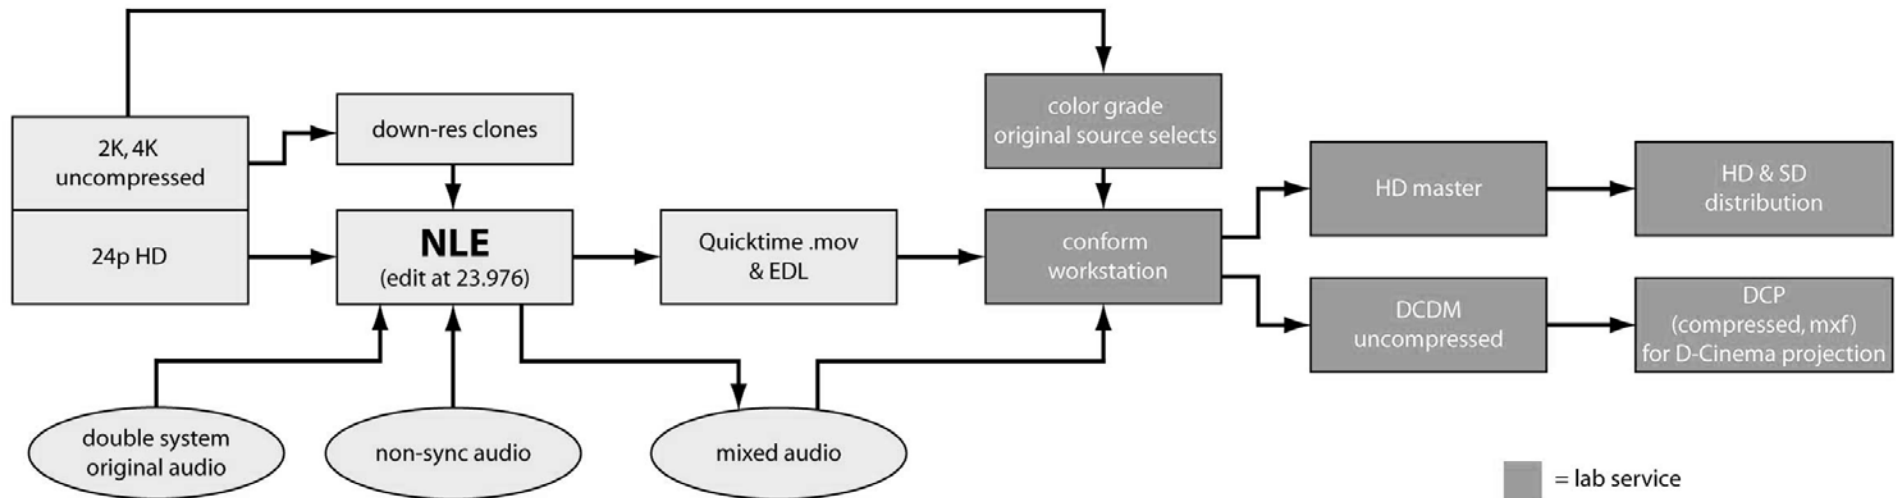 2K, 4K
uncompressed
24p HD
down-res clones
NLE
(edit at 23.976)
Quicktime .mov
& EDL
color grade
original source selects
conform
workstation
HD master
HD & SD
distribution
DCDM
uncompressed
DCP
(compressed, mxf)
for D-Cinema projection
double system
original audio
non-sync audio
mixed audio
= lab service